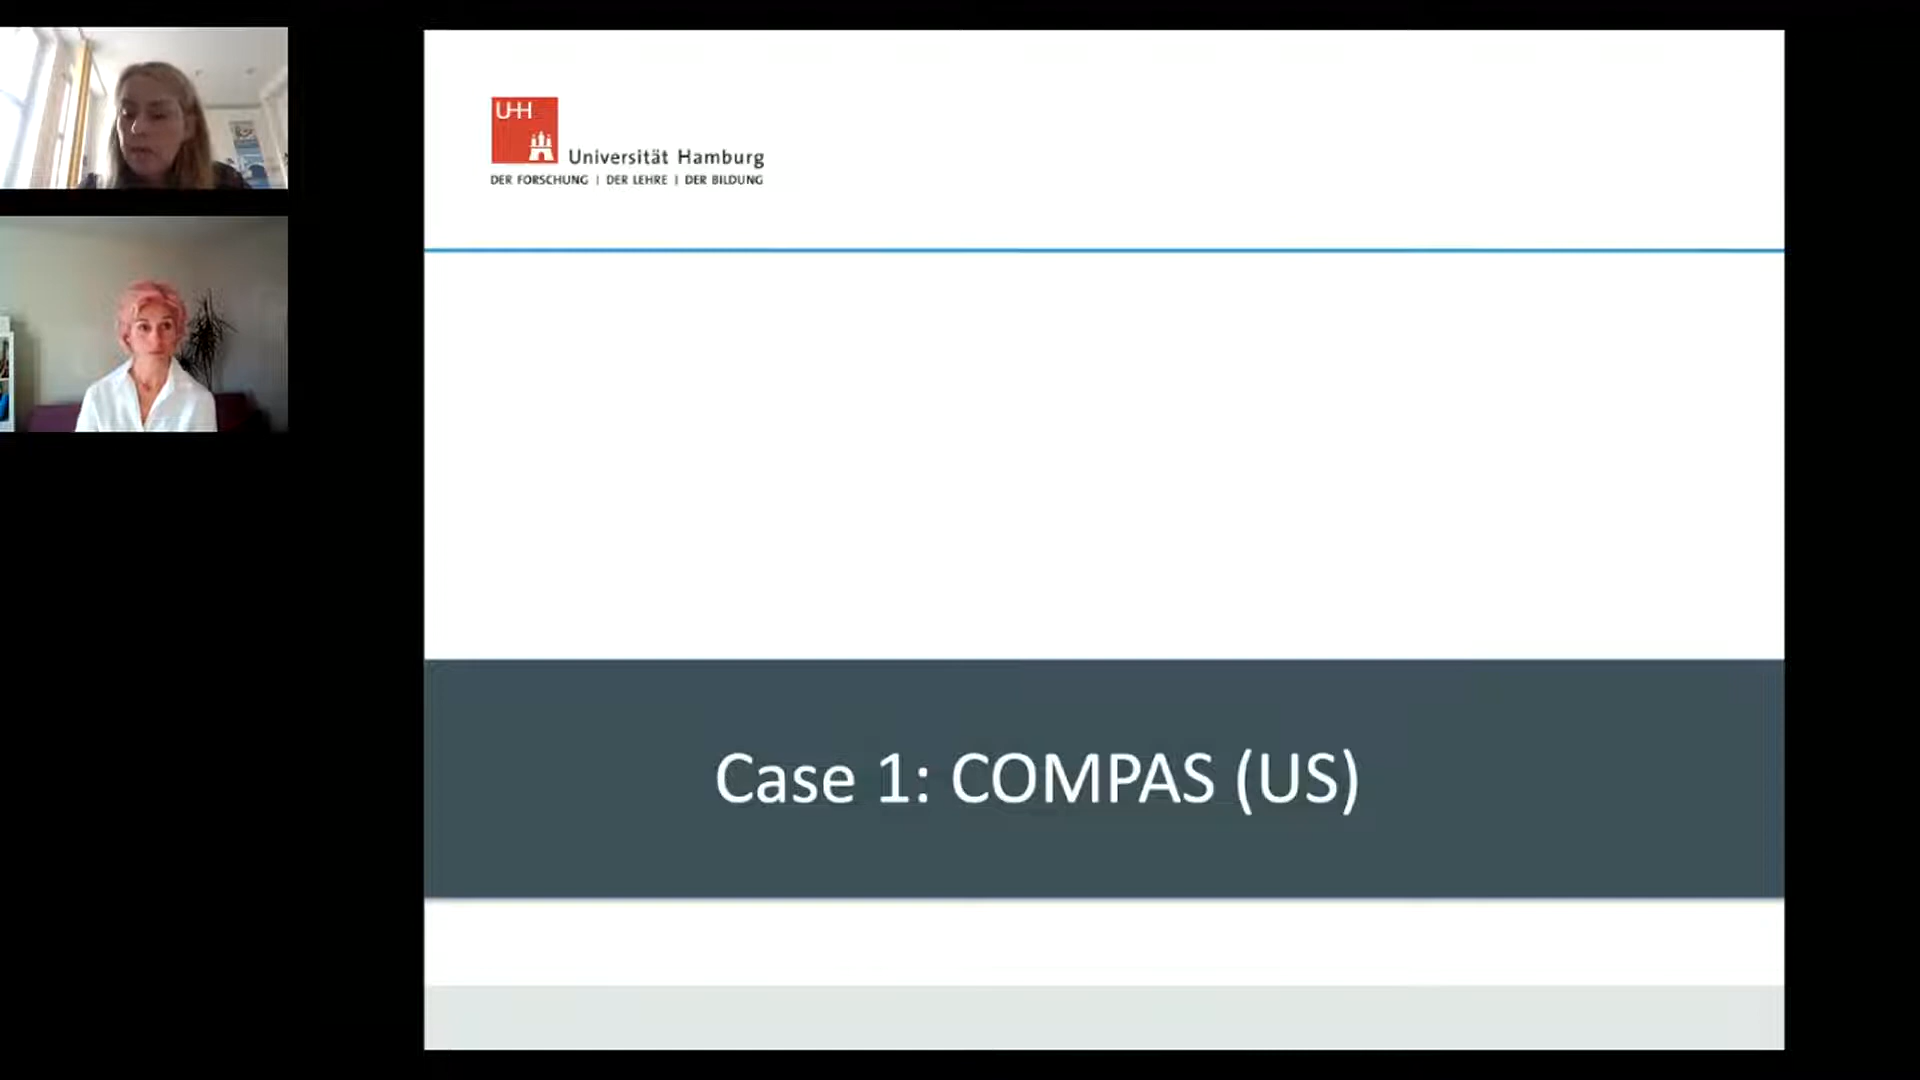 UHH
Universität Hamburg
DER FORSCHUNG | DER LEHRE | DER BILDUNG
Case 1: COMPAS (US)